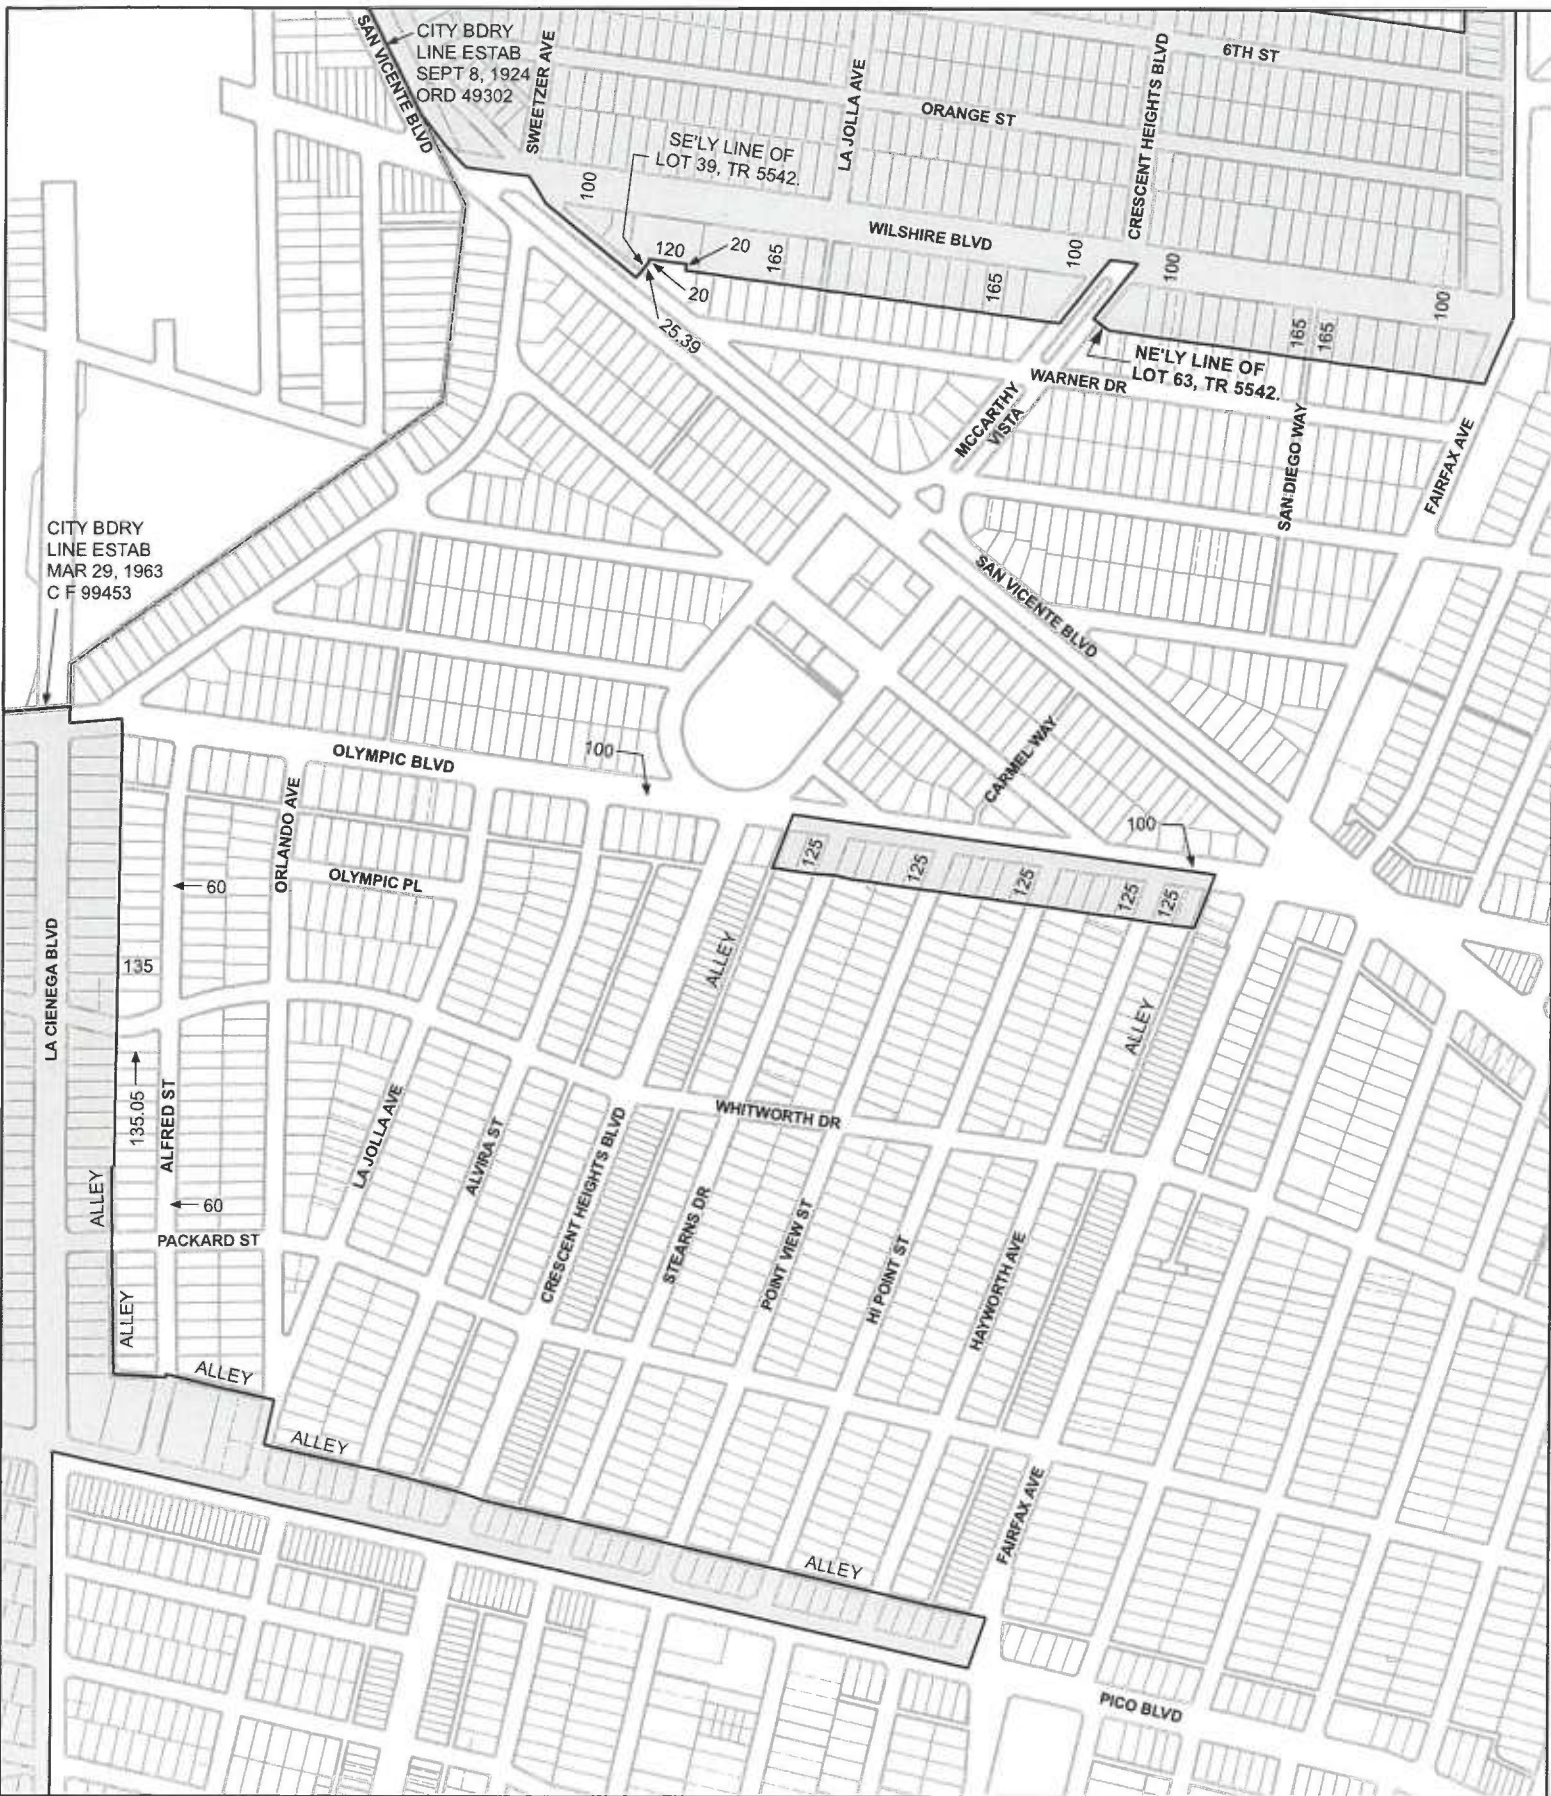 CITY BDRY
LINE ESTAB
SEPT 8, 1924
ORD 49302
SAN VICENTE BLVD
SWEETZER AVE
LA JOLLA AVE
CRESCENT HEIGHTS BLVD
6TH ST
ORANGE ST
SE'LY LINE OF
LOT 39, TR 5542.
100
WILSHIRE BLVD
120
20
165
100
100
20
165
100
25.39
165
165
NE'LY LINE OF
LOT 63, TR 5542.
WARNER DR
MCCARTHY
VISTA
SAN DIEGO WAY
FAIRFAX AVE
CITY BDRY
LINE ESTAB
MAR 29, 1963
C F 99453
SAN VICENTE BLVD
OLYMPIC BLVD
100
CARMEL WAY
ORLANDO AVE
100
125
125
125
125
125
60
OLYMPIC PL
LA CIENEGA BLVD
135
ALLEY
ALLEY
135.05
ALFRED ST
LA JOLLA AVE
ALVIRA ST
CRESCENT HEIGHTS BLVD
WHITWORTH DR
ALLEY
60
PACKARD ST
STEARNS DR
POINT VIEW ST
HI POINT ST
HAYWORTH AVE
ALLEY
ALLEY
ALLEY
ALLEY
FAIRFAX AVE
PICO BLVD